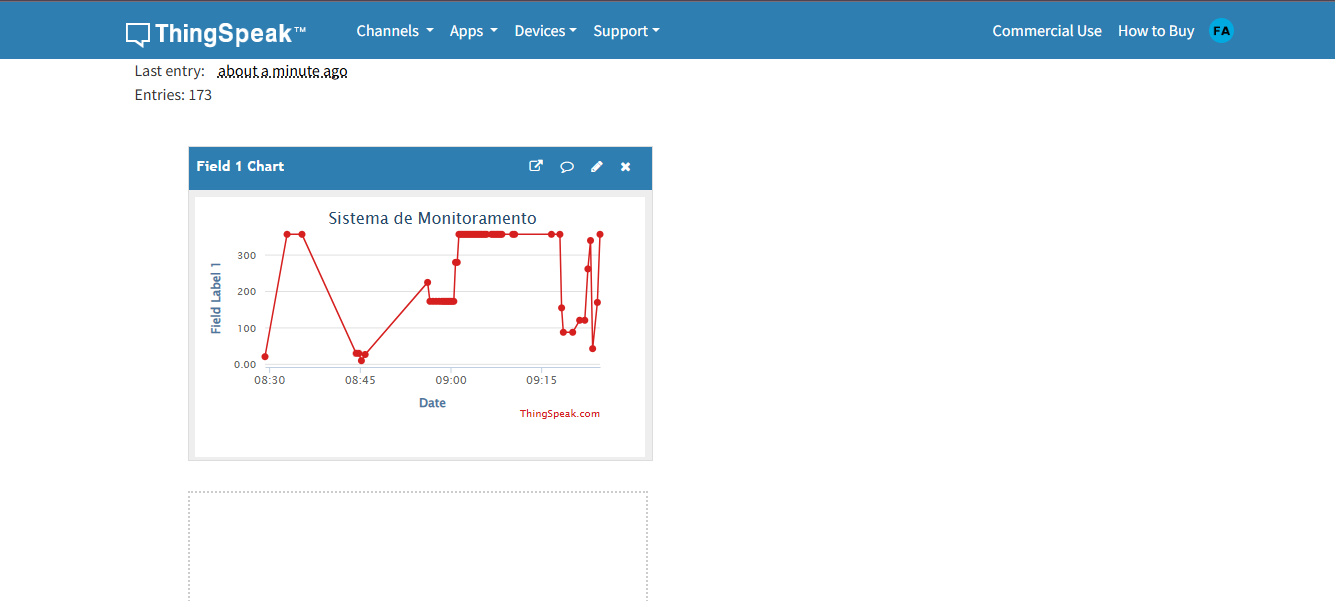 ThingSpeak™ Channels Apps Devices Support Commercial Use How to Buy FA
Last entry: about a minute ago
Entries: 173
Field 1 Chart
Sistema de Monitoramento
Field Label 1
300
200
100
0.00
08:30 08:45 09:00 09:15
Date
ThingSpeak.com